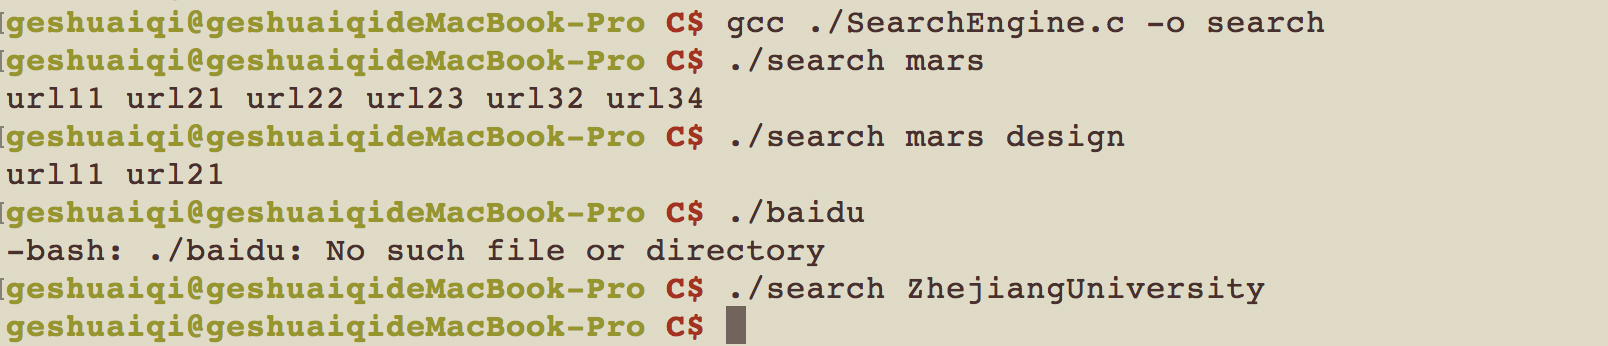 geshuaiqi@geshuaiqideMacBook-Pro C$ gcc ./SearchEngine.c -o search
geshuaiqi@geshuaiqideMacBook-Pro C$ ./search mars
url11 url21 url22 url23 url32 url34
geshuaiqi@geshuaiqideMacBook-Pro C$ ./search mars design
url11 url21
geshuaiqi@geshuaiqideMacBook-Pro C$ ./baidu
-bash: ./baidu: No such file or directory
geshuaiqi@geshuaiqideMacBook-Pro C$ ./search ZhejiangUniversity
geshuaiqi@geshuaiqideMacBook-Pro C$